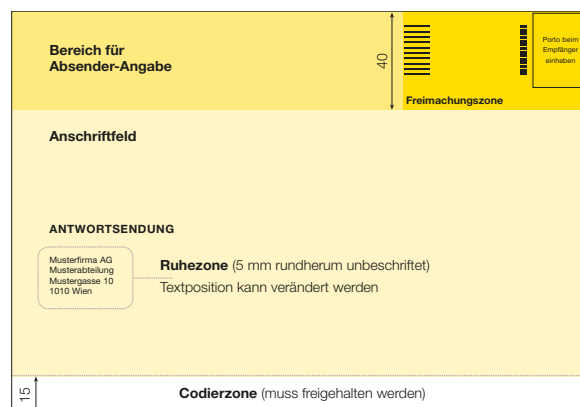 Bereich für
Absender-Angabe
40
Porto beim
Empfänger
einheben
Freimachungszone
Anschriftfeld
ANTWORTSENDUNG
Musterfirma AG
Musterabteilung
Mustergasse 10
1010 Wien
Ruhezone (5 mm rundherum unbeschriftet)
Textposition kann verändert werden
15
Codierzone (muss freigehalten werden)